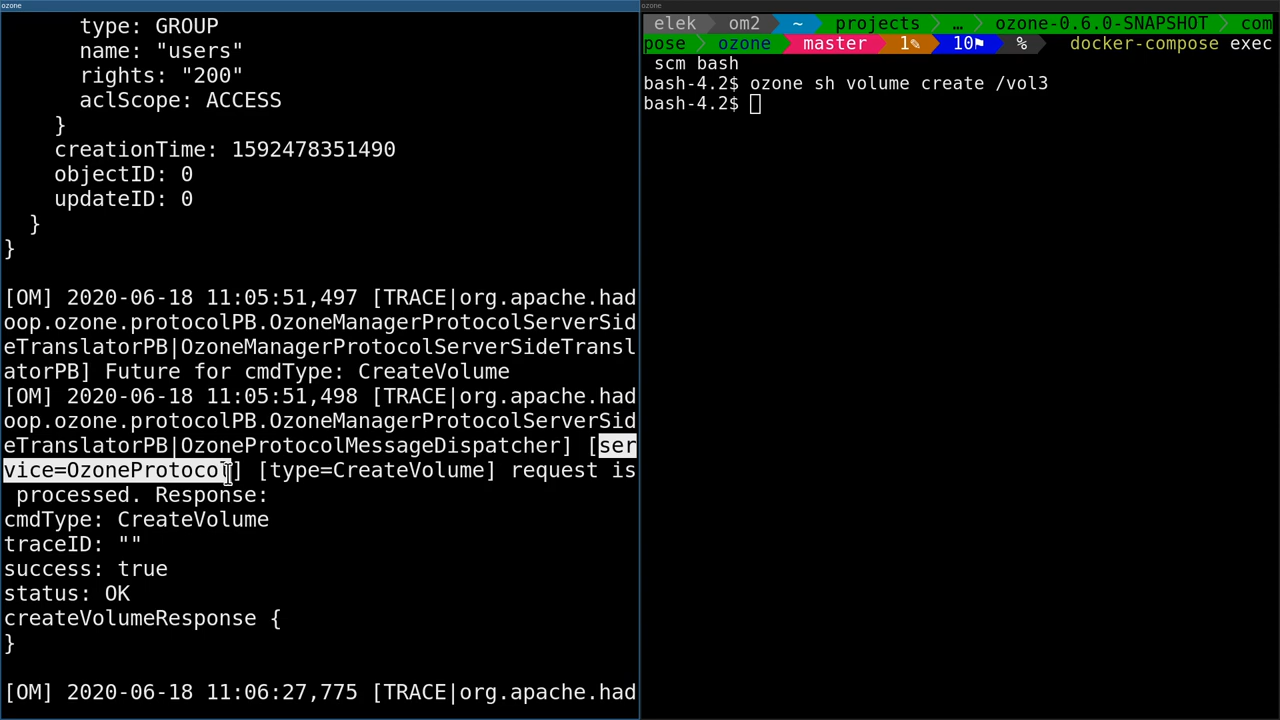 ozone
type: GROUP
name: "users"
rights: "200"
aclScope: ACCESS
}
creationTime: 1592478351490
objectID: 0
updateID: 0
}
}
[OM] 2020-06-18 11:05:51,497 [TRACE|org.apache.had
oop.ozone.protocolPB.OzoneManagerProtocolServerSid
eTranslatorPB|OzoneManagerProtocolServerSideTransl
atorPB] Future for cmdType: CreateVolume
[OM] 2020-06-18 11:05:51,498 [TRACE|org.apache.had
oop.ozone.protocolPB.OzoneManagerProtocolServerSid
eTranslatorPB|OzoneProtocolMessageDispatcher] [ser
vice=OzoneProtocol] [type=CreateVolume] request is
processed. Response:
cmdType: CreateVolume
traceID: ""
success: true
status: OK
createVolumeResponse {
}
[OM] 2020-06-18 11:06:27,775 [TRACE|org.apache.had
ozone
elek om2 ~ projects … ozone-0.6.0-SNAPSHOT com
pose ozone master 1✎ 10⚑ % docker-compose exec
scm bash
bash-4.2$ ozone sh volume create /vol3
bash-4.2$